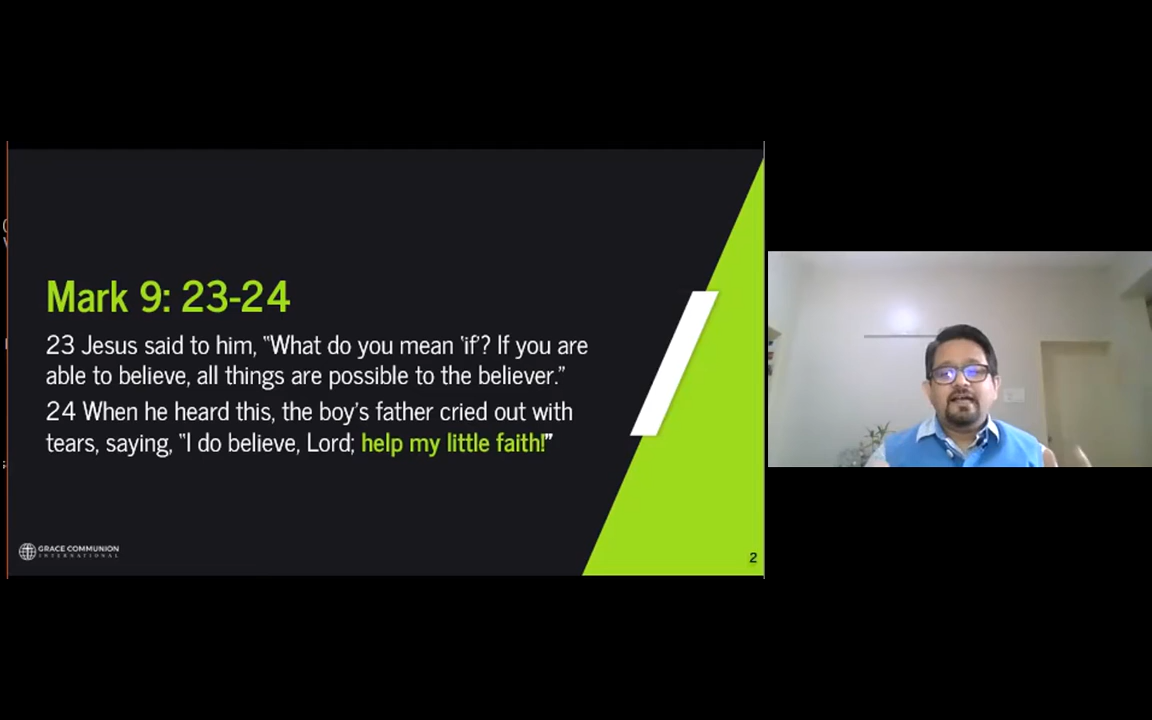 Mark 9: 23-24
23 Jesus said to him, “What do you mean ‘if’? If you are
able to believe, all things are possible to the believer.”
24 When he heard this, the boy’s father cried out with
tears, saying, “I do believe, Lord; help my little faith!”
GRACE COMMUNION
INTERNATIONAL
2